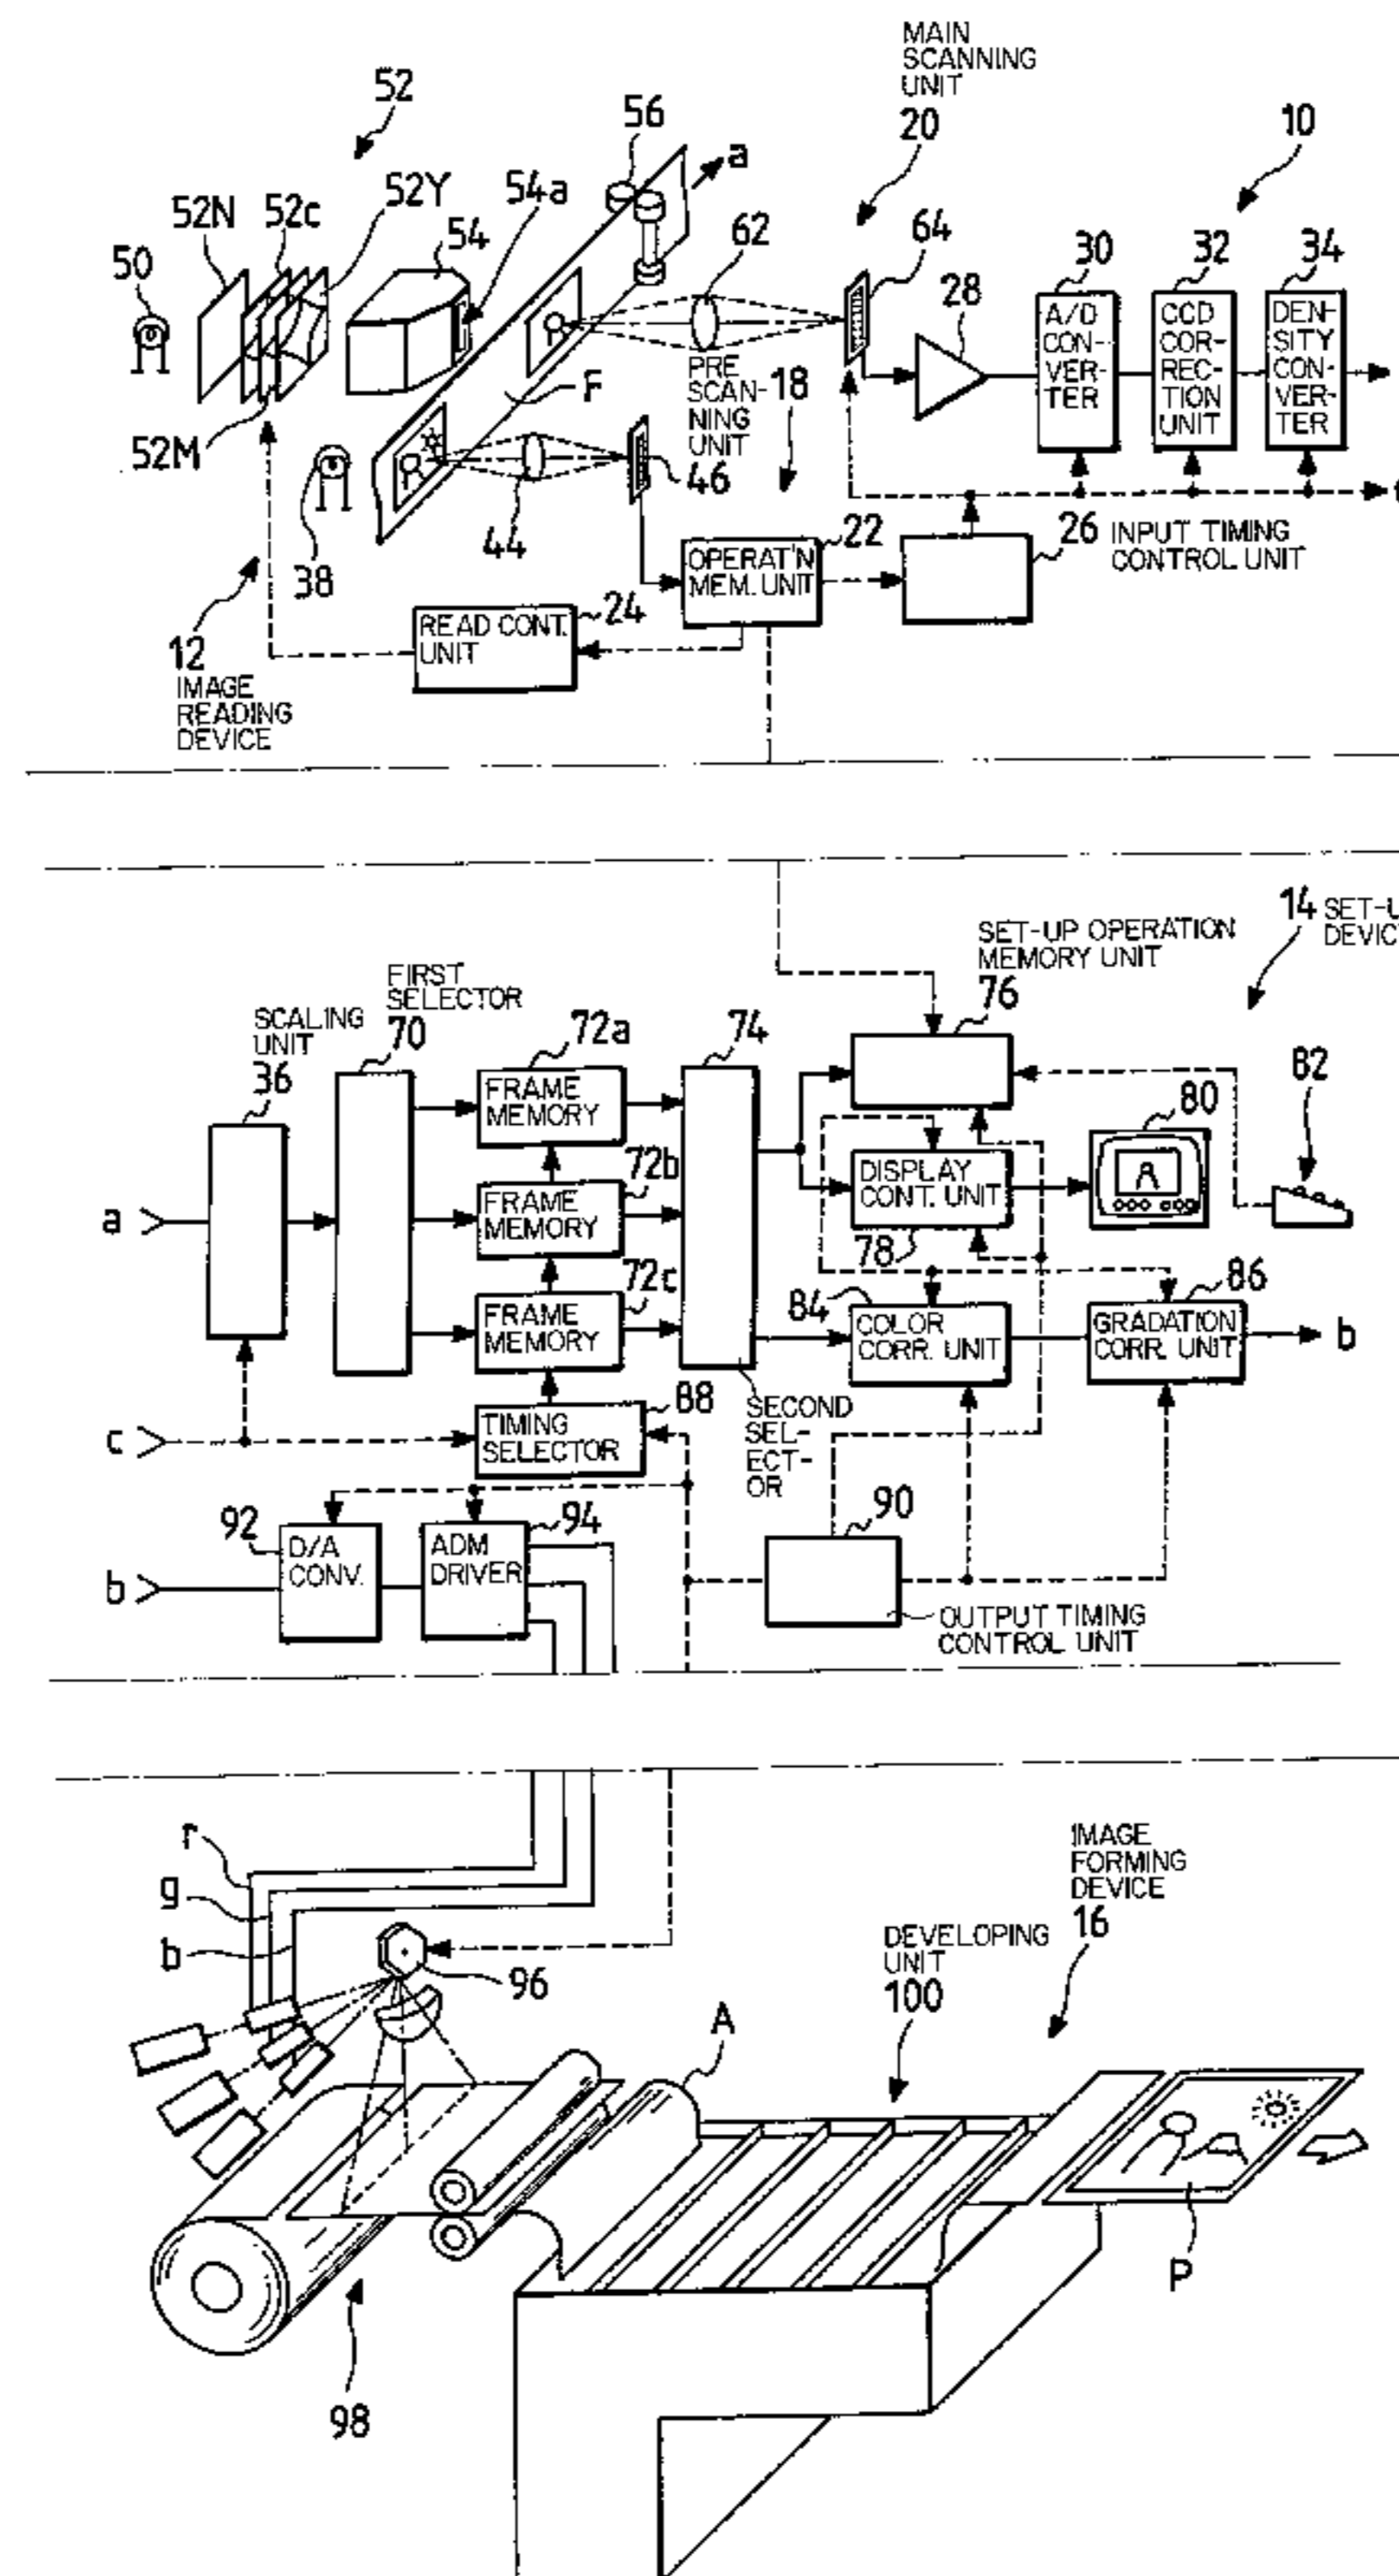 MAIN
SCANNING
UNIT
20
10
52
56
a
52N
52c
52Y
54a
54
50
62
64
28
30
32
34
A/D
CON-
VER-
TER
CCD
COR-
REC-
TION
UNIT
DEN-
SITY
CON-
VER-
TER
PRE
SCAN-
NING
UNIT
18
F
52M
46
44
38
22
26
INPUT TIMING
CONTROL UNIT
OPERAT'N
MEM. UNIT
24
READ CONT.
UNIT
12
IMAGE
READING
DEVICE
14
SET-UP OPERATION
MEMORY UNIT
76
FIRST
SELECTOR
70
SCALING
UNIT
36
72a
74
FRAME
MEMORY
82
80
72b
FRAME
MEMORY
DISPLAY
CONT. UNIT
a
78
72c
84
86
FRAME
MEMORY
COLOR
CORR. UNIT
GRADATION
CORR. UNIT
b
88
SECOND
SEL-
ECT-
OR
c
TIMING
SELECTOR
90
92
D/A
CONV.
94
ADM
DRIVER
b
OUTPUT TIMING
CONTROL UNIT
r
g
b
IMAGE
FORMING
DEVICE
16
DEVELOPING
UNIT
100
96
A
P
98